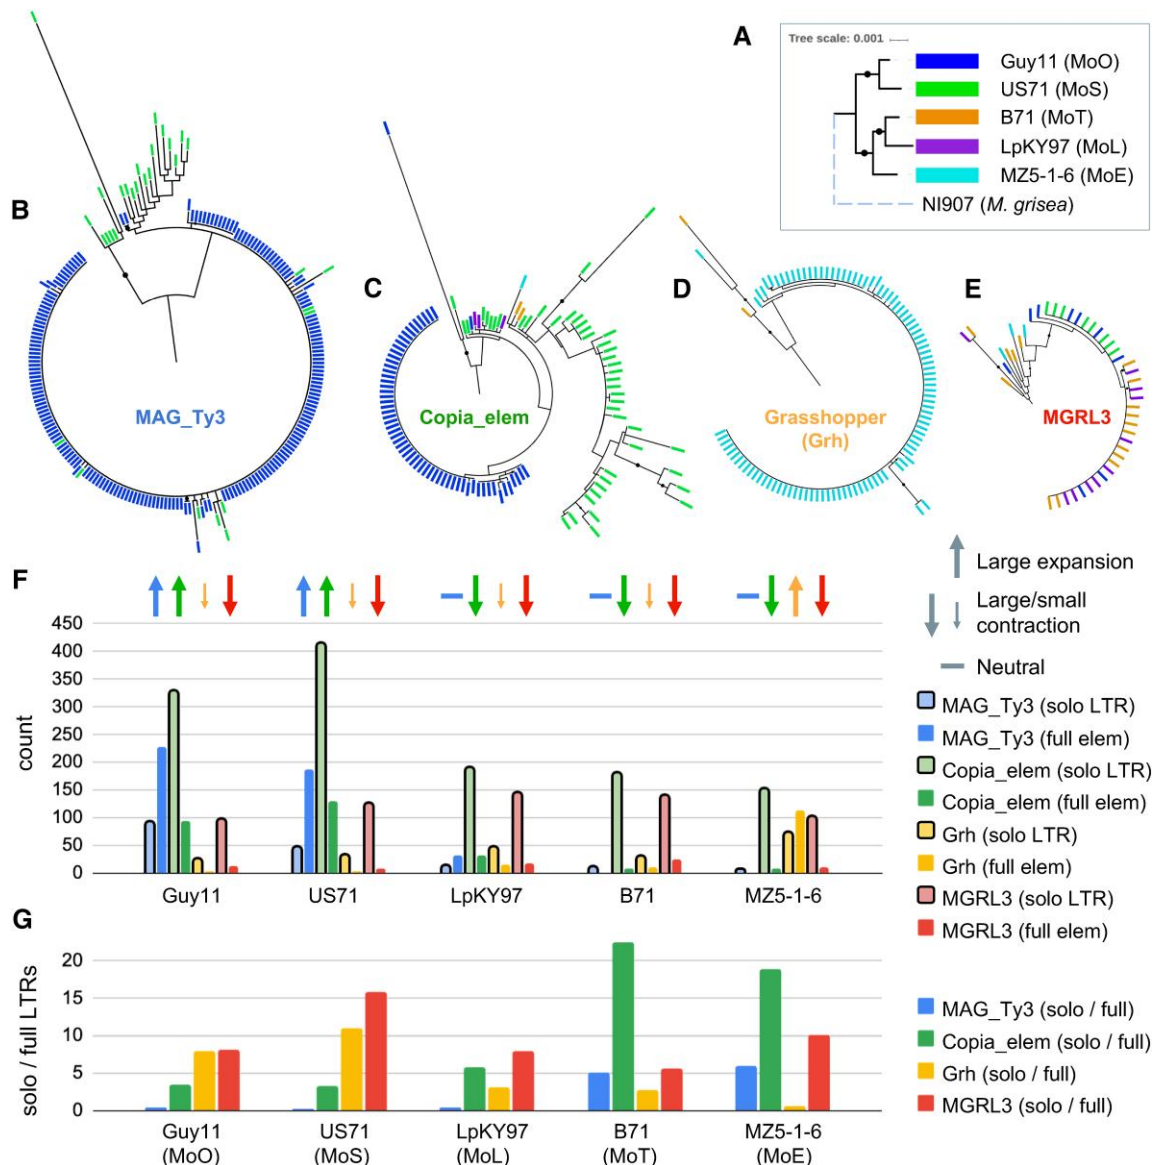 A
Tree scale: 0.001
Guy11 (MoO)
US71 (MoS)
B71 (MoT)
LpKY97 (MoL)
MZ5-1-6 (MoE)
NI907 (M. grisea)
B
MAG_Ty3
C
Copia_elem
D
Grasshopper
(Grh)
E
MGRL3
Large expansion
Large/small
contraction
Neutral
F
450
400
350
300
250
200
150
100
50
0
count
Guy11
US71
LpKY97
B71
MZ5-1-6
MAG_Ty3 (solo LTR)
MAG_Ty3 (full elem)
Copia_elem (solo LTR)
Copia_elem (full elem)
Grh (solo LTR)
Grh (full elem)
MGRL3 (solo LTR)
MGRL3 (full elem)
G
20
15
10
5
0
solo / full LTRs
Guy11
(MoO)
US71
(MoS)
LpKY97
(MoL)
B71
(MoT)
MZ5-1-6
(MoE)
MAG_Ty3 (solo / full)
Copia_elem (solo / full)
Grh (solo / full)
MGRL3 (solo / full)